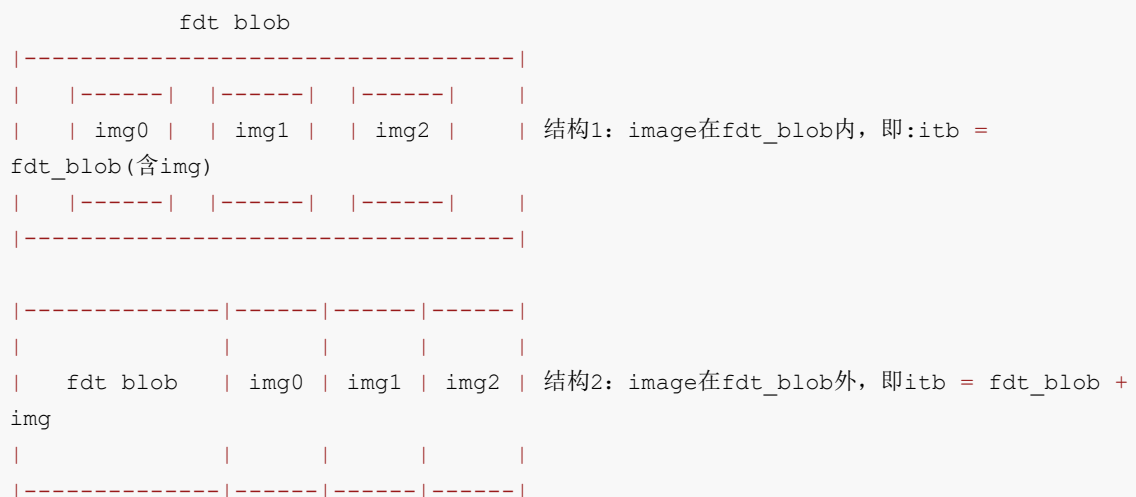 fdt blob
|-----------------------------------|
|   |------|  |------|  |------|    |
|   | img0 |  | img1 |  | img2 |    | 结构1：image在fdt_blob内，即:itb =
fdt_blob(含img)
|   |------|  |------|  |------|    |
|-----------------------------------|
|--------------|------|------|------|
|              |      |      |      |
|   fdt blob   | img0 | img1 | img2 | 结构2：image在fdt_blob外，即itb = fdt_blob +
img
|              |      |      |      |
|--------------|------|------|------|